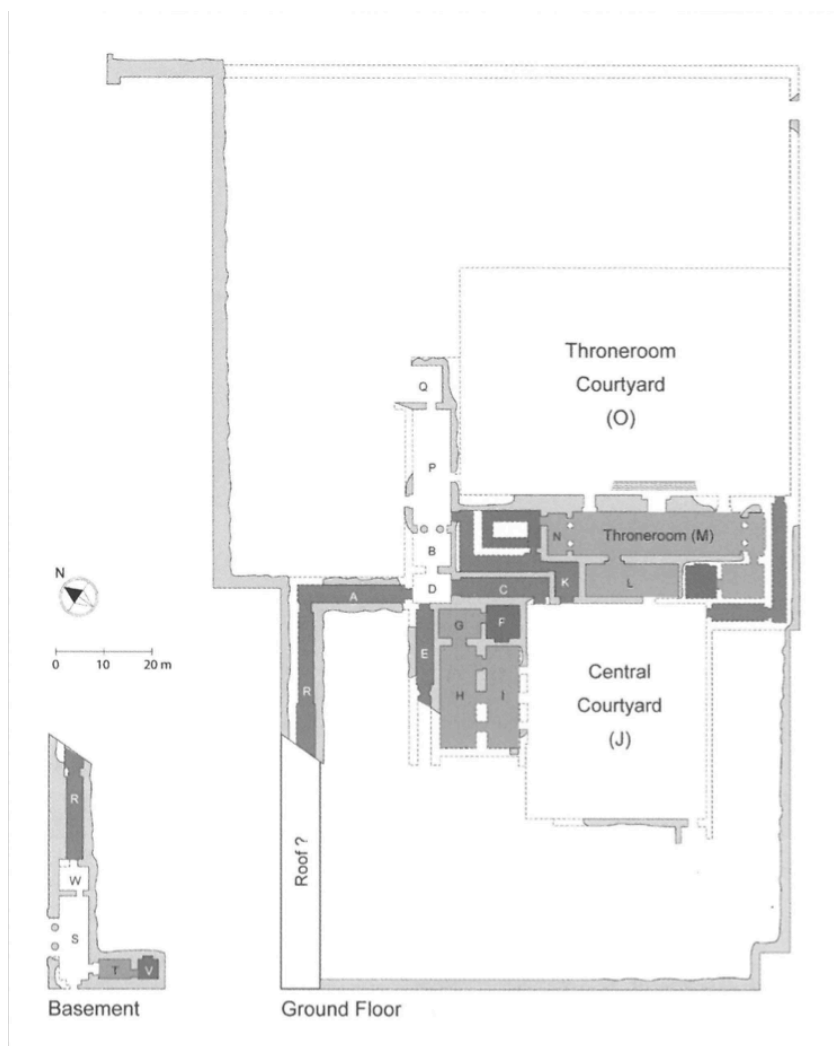 Throneroom
Courtyard
(O)
Q
P
N
Throneroom (M)
B
N
D
C
K
L
A
0 10 20 m
G
F
E
Central
Courtyard
(J)
R
H
I
R
Roof ?
W
S
T
V
Basement
Ground Floor